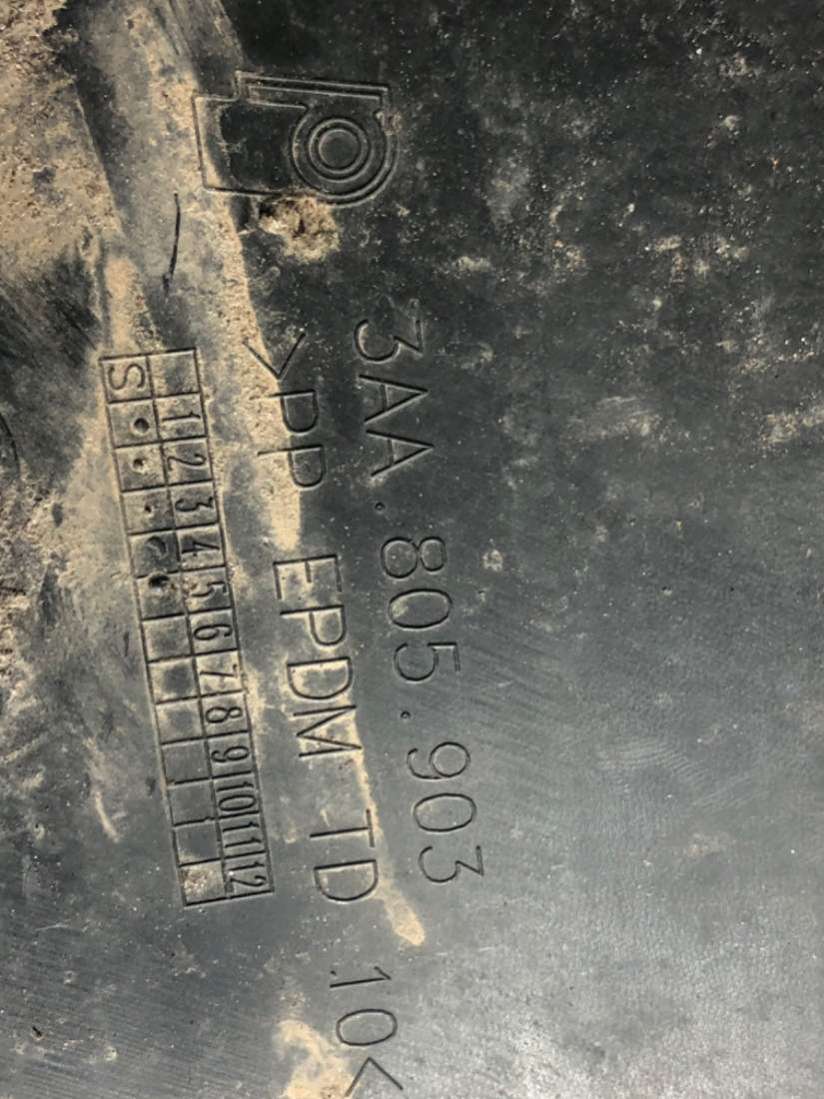 3AA.805.903
>PP EPDM TD 10<
1 2 3 4 5 6 7 8 9 10 11 12
S